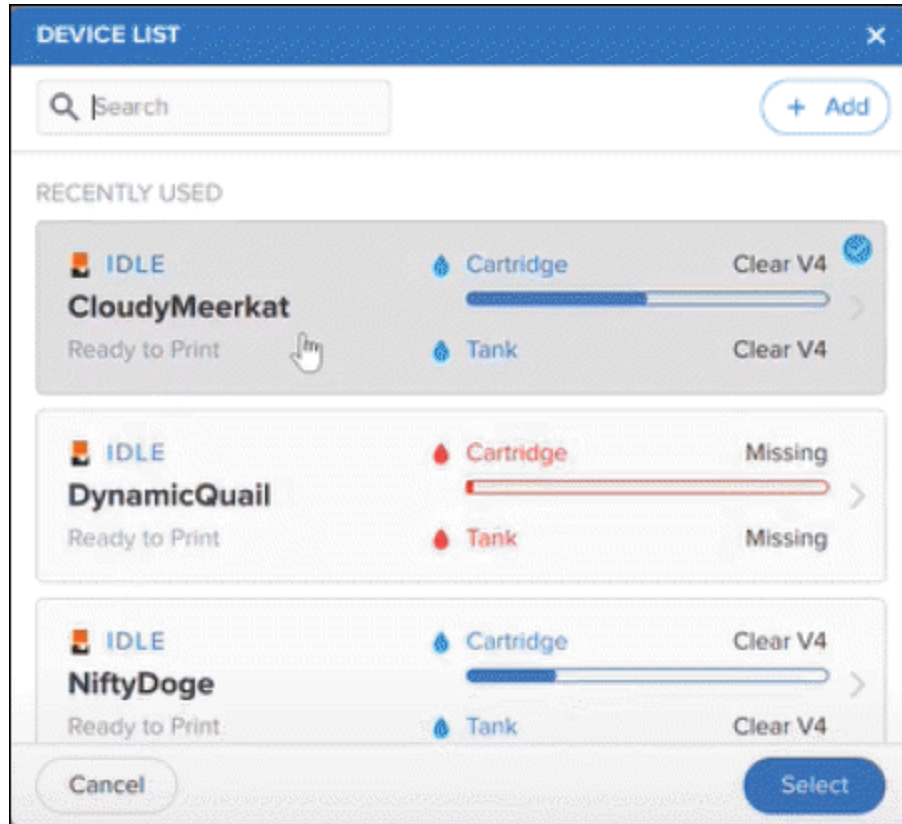 DEVICE LIST
Search
+ Add
RECENTLY USED
IDLE
CloudyMeerkat
Ready to Print
Cartridge Clear V4
Tank Clear V4
IDLE
DynamicQuail
Ready to Print
Cartridge Missing
Tank Missing
IDLE
NiftyDoge
Ready to Print
Cartridge Clear V4
Tank Clear V4
Cancel
Select